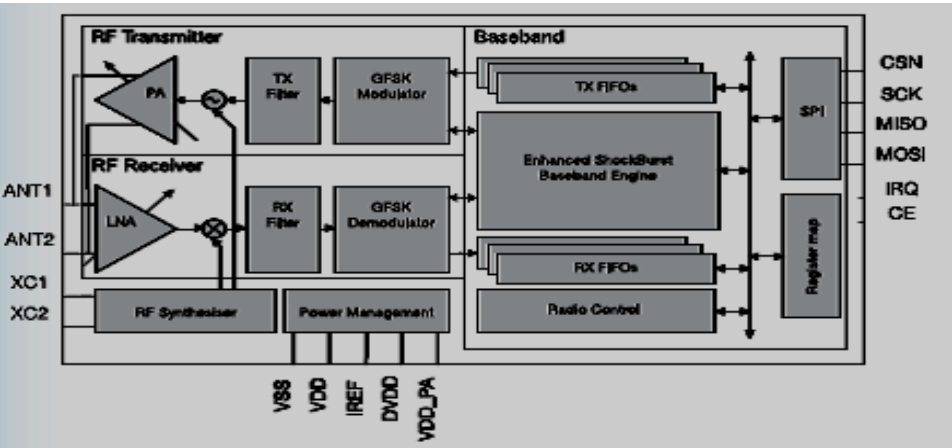 RF Transmitter
Baseband
PA
TX
Filter
GFSK
Modulator
TX FIFOs
SPI
CSN
SCK
MISO
MOSI
Enhanced ShockBurst
Baseband Engine
RF Receiver
ANT1
ANT2
LNA
RX
Filter
GFSK
Demodulator
RX FIFOs
Register map
IRQ
CE
XC1
XC2
RF Synthesiser
Power Management
Radio Control
VSS
VDD
IREF
DVDD
VDD_PA